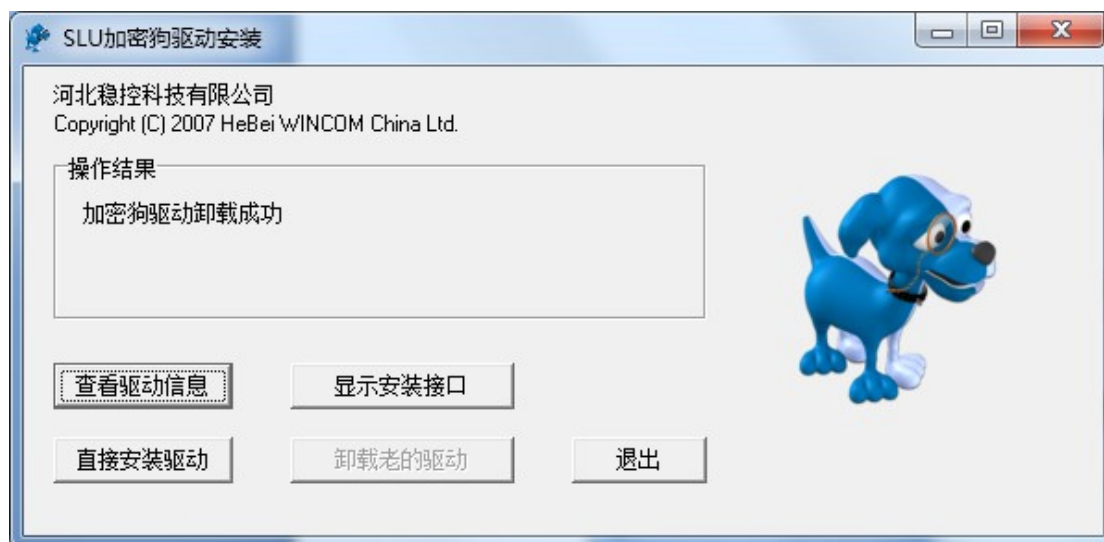 SLU加密狗驱动安装
河北稳控科技有限公司
Copyright (C) 2007 HeBei WINCOM China Ltd.
操作结果
加密狗驱动卸载成功
查看驱动信息
显示安装接口
直接安装驱动
卸载老的驱动
退出